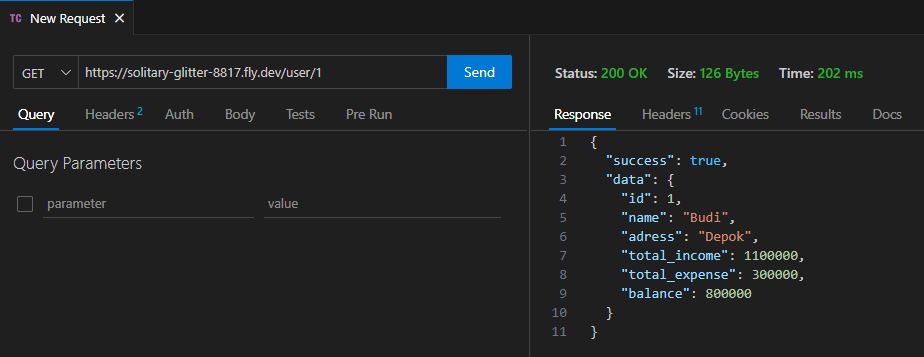 TC New Request ×
GET https://solitary-glitter-8817.fly.dev/user/1 Send
Query Headers 2 Auth Body Tests Pre Run
Query Parameters
parameter value
Status: 200 OK Size: 126 Bytes Time: 202 ms
Response Headers 11 Cookies Results Docs
1 {
2 "success": true,
3 "data": {
4 "id": 1,
5 "name": "Budi",
6 "adress": "Depok",
7 "total_income": 1100000,
8 "total_expense": 300000,
9 "balance": 800000
10 }
11 }